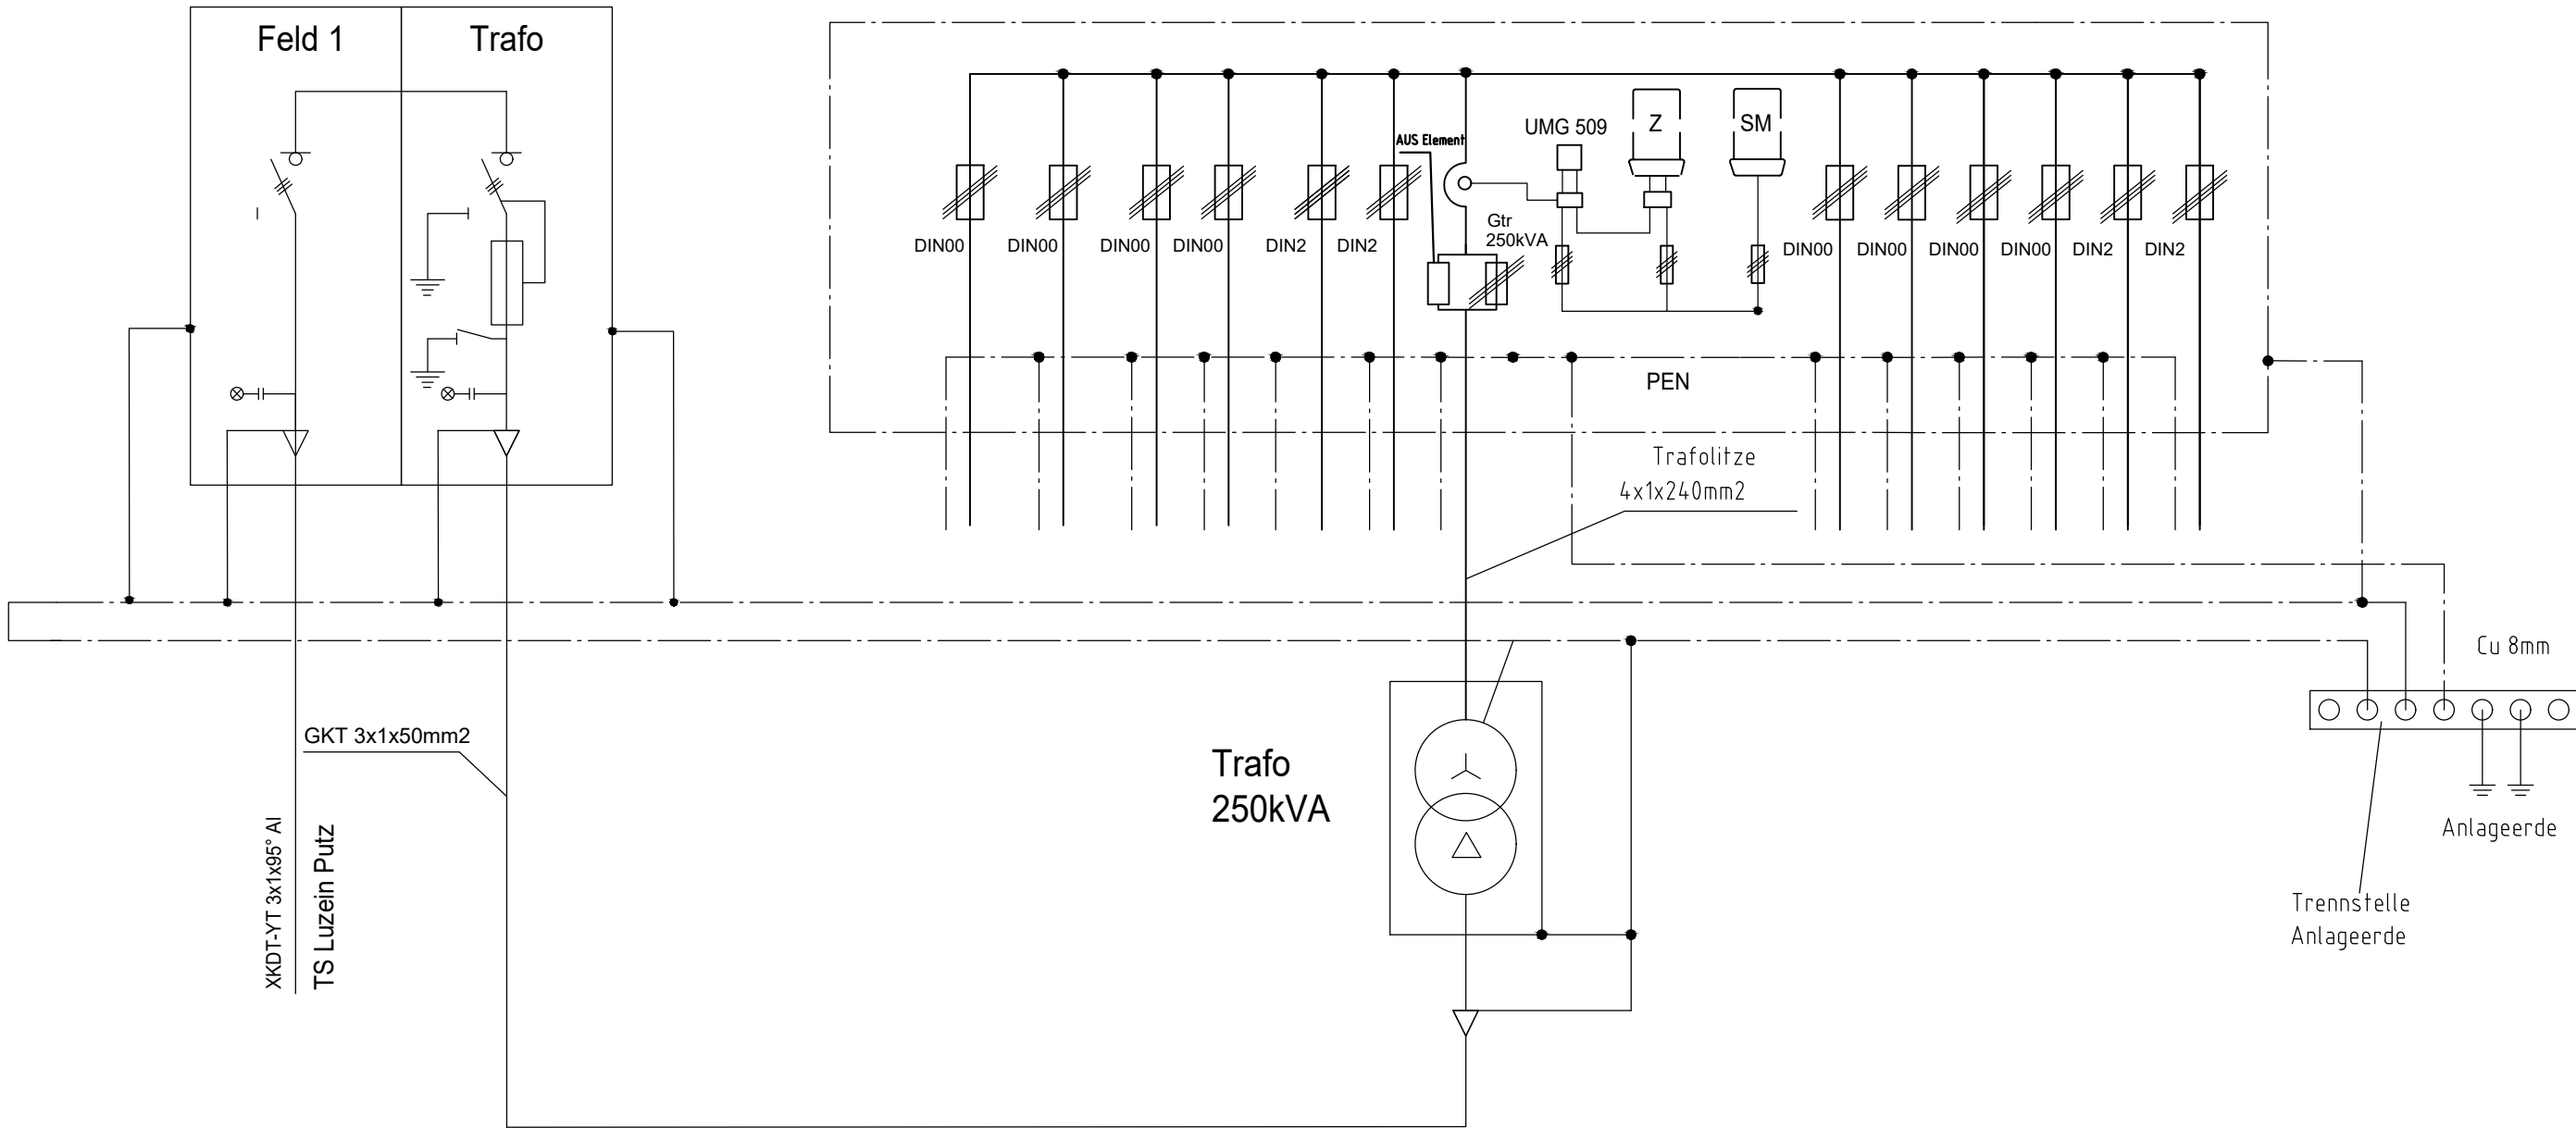 Feld 1
Trafo
AUS Element
UMG 509
Z
SM
Gtr
250kVA
DIN00
DIN00
DIN00
DIN00
DIN2
DIN2
DIN00
DIN00
DIN00
DIN00
DIN2
DIN2
PEN
Trafolitze
4x1x240mm2
Cu 8mm
GKT 3x1x50mm2
Trafo
250kVA
XKDT-YT 3x1x95° Al
TS Luzein Putz
Anlageerde
Trennstelle
Anlageerde